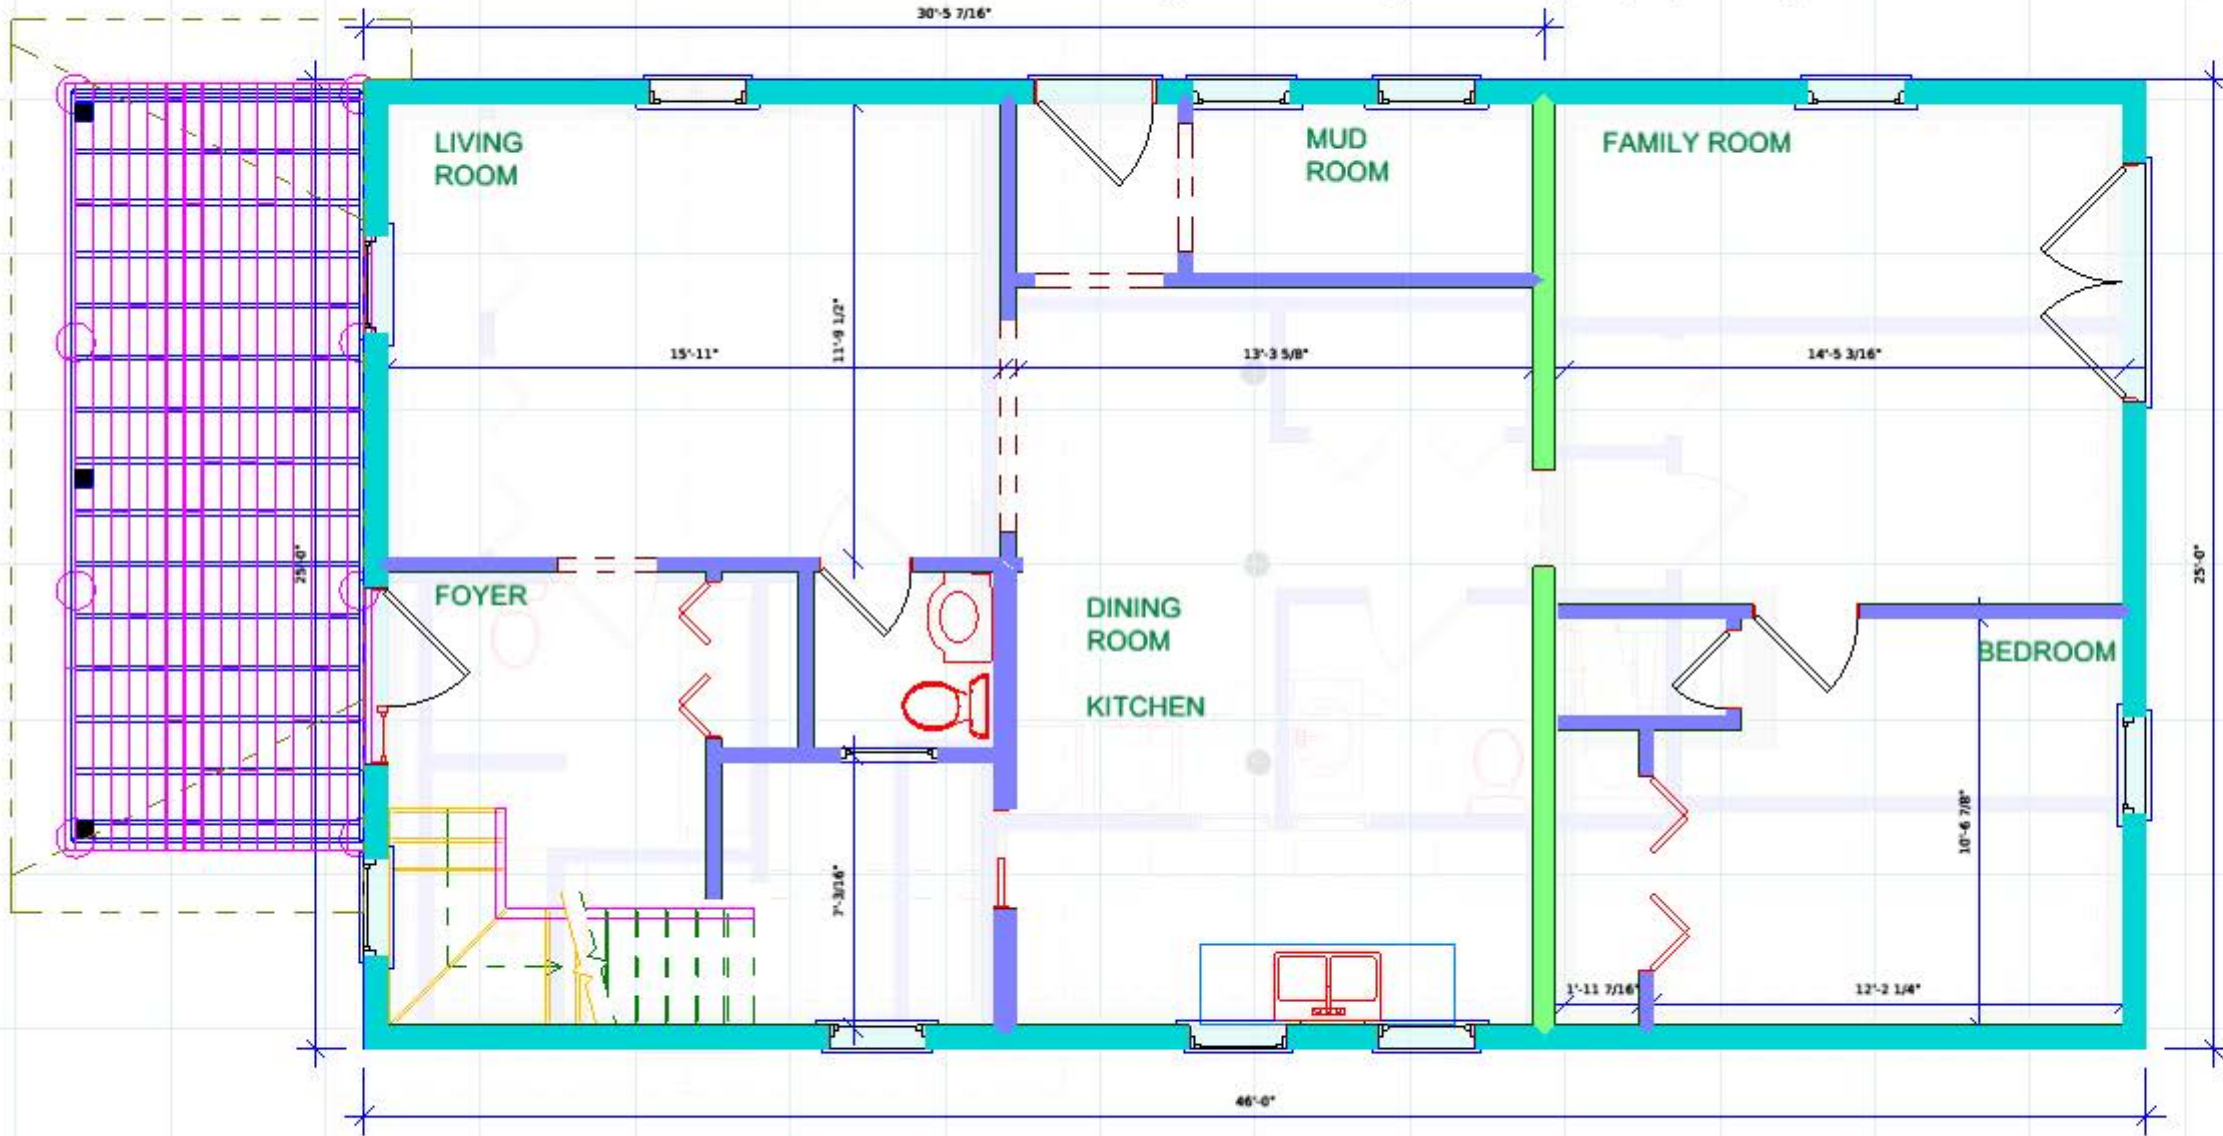 30'-5 7/16"
LIVING
ROOM
MUD
ROOM
FAMILY ROOM
11'-9 1/2"
15'-11"
13'-3 5/8"
14'-5 3/16"
25'-0"
25'-0"
FOYER
DINING
ROOM
KITCHEN
BEDROOM
10'-6 7/8"
7'-3/16"
1'-11 7/16"
12'-2 1/4"
46'-0"